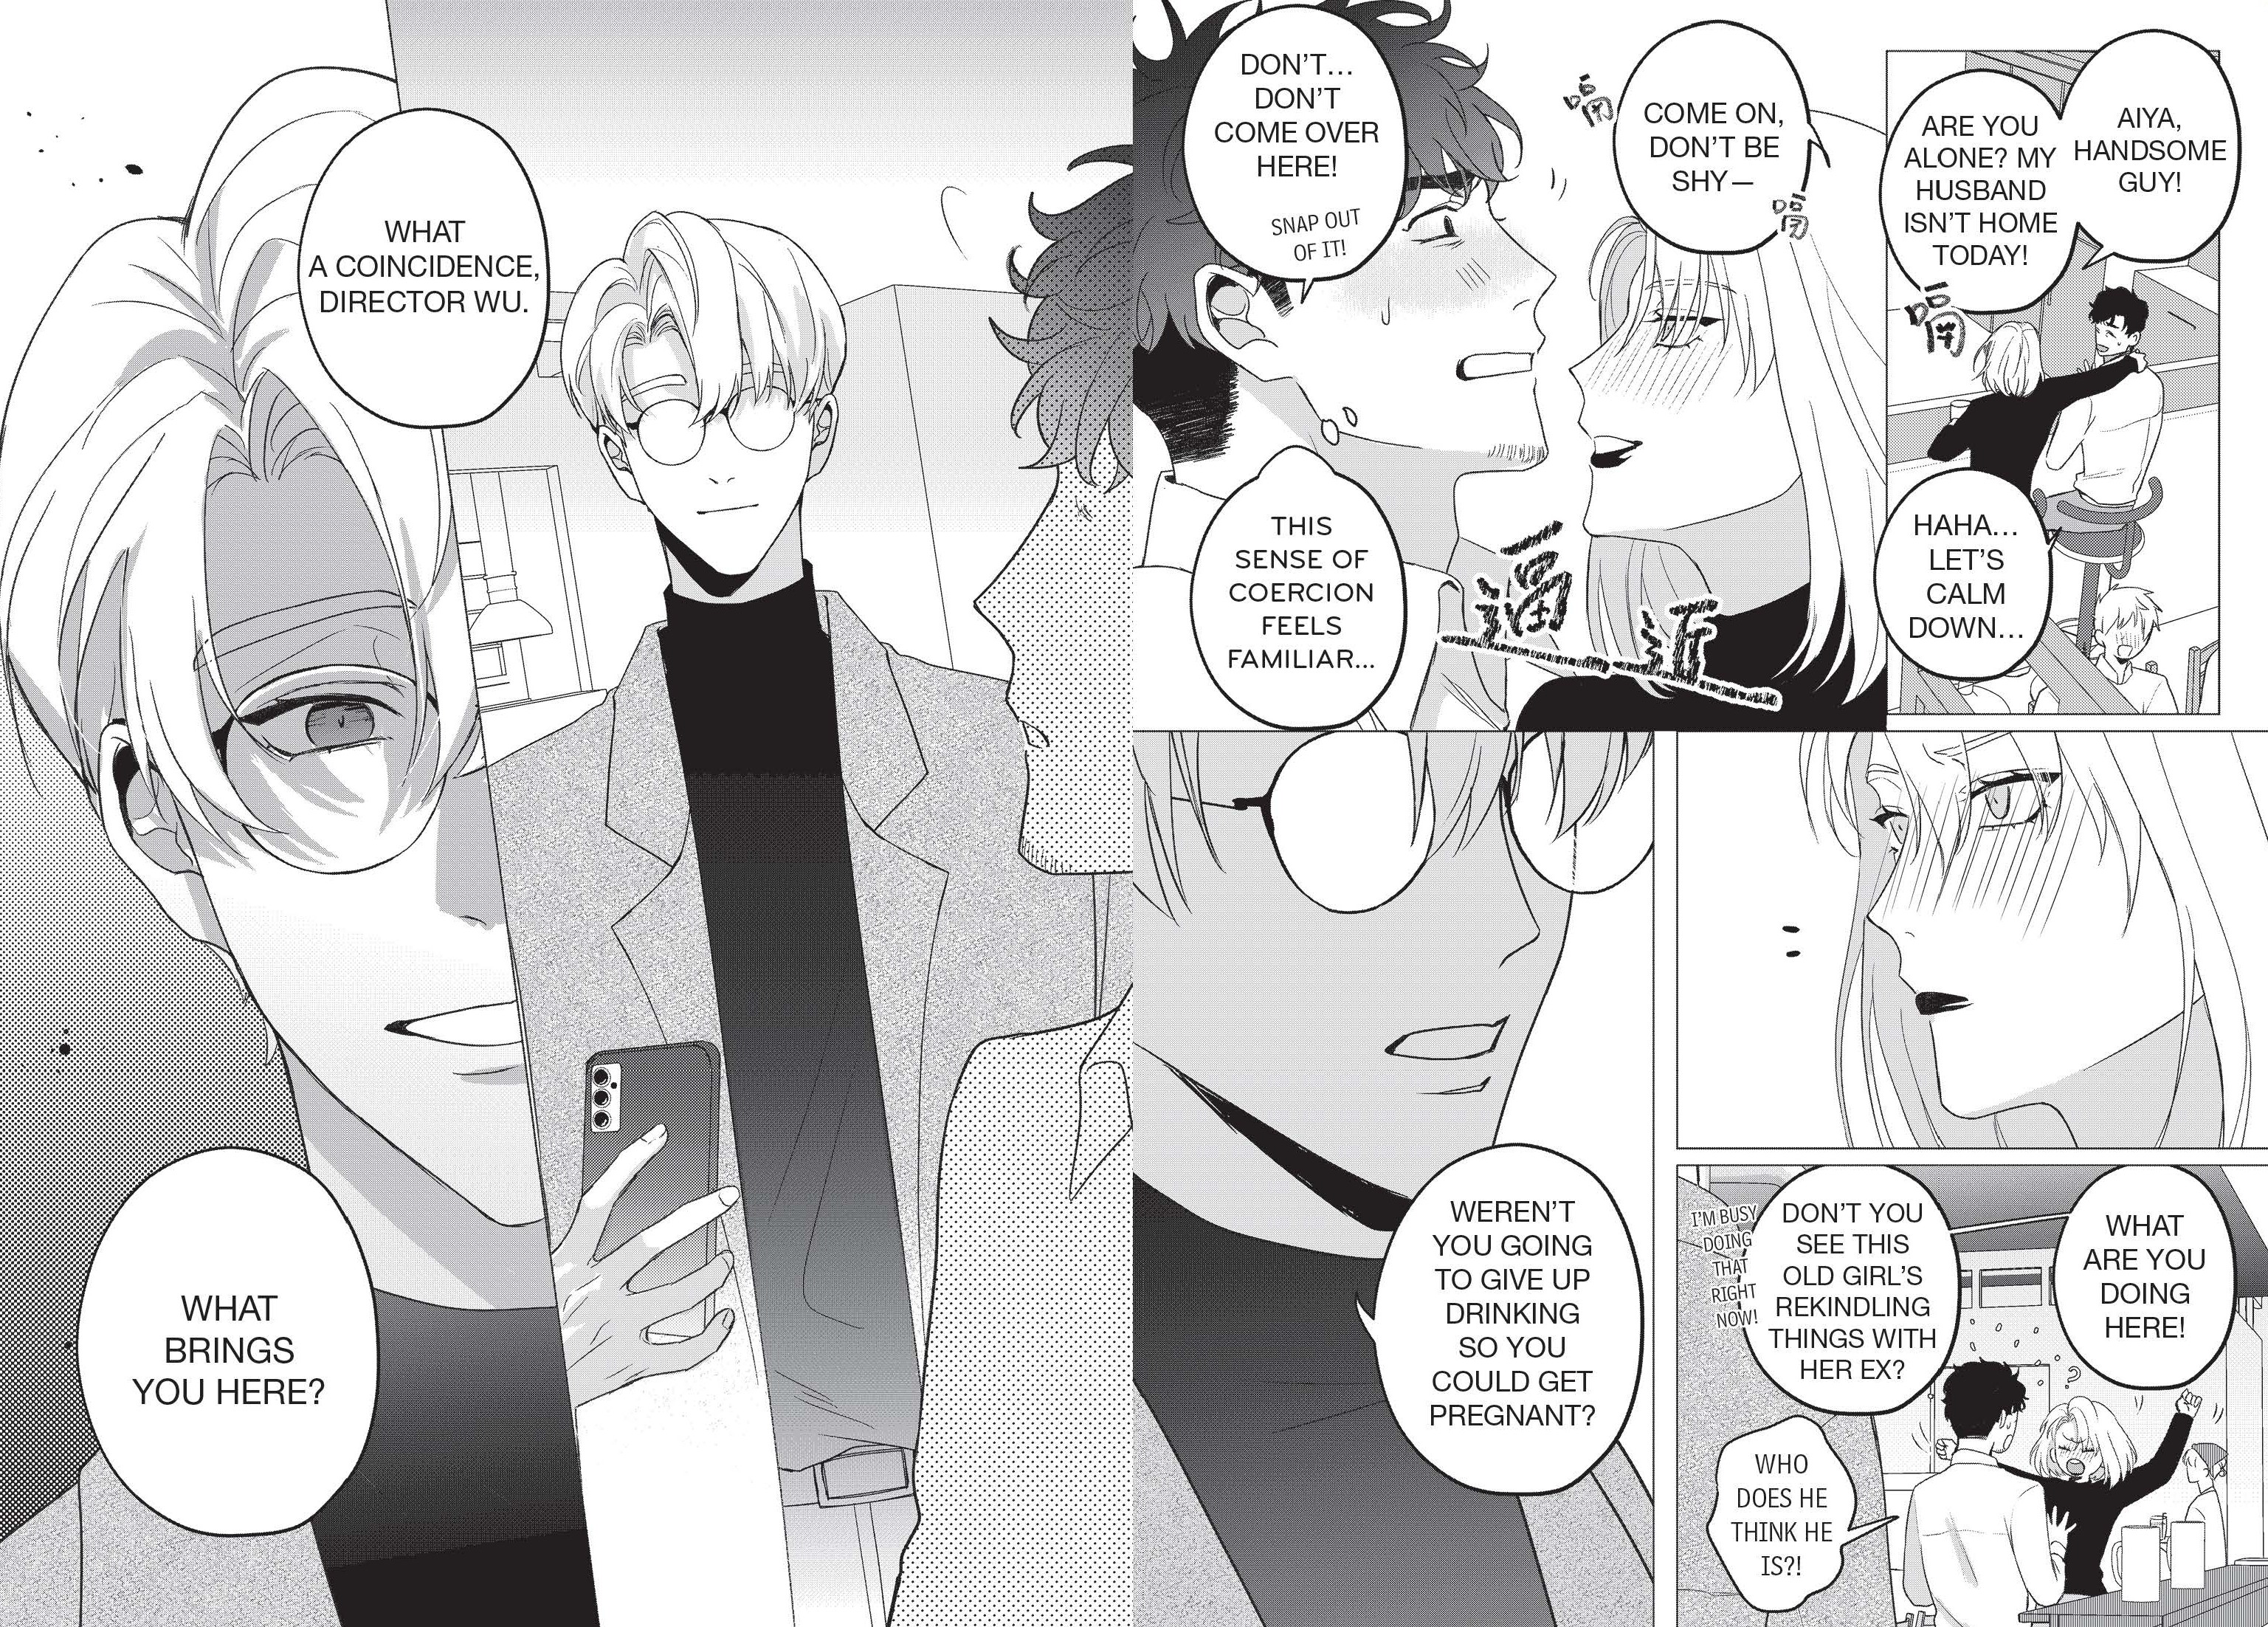 AIYA,
HANDSOME
GUY!
ARE YOU
ALONE? MY
HUSBAND
ISN'T HOME
TODAY!
嗝
HAHA...
LET'S
CALM
DOWN...
COME ON,
DON'T BE
SHY—
嗝
嗝
DON'T...
DON'T
COME OVER
HERE!
SNAP OUT
OF IT!
THIS
SENSE OF
COERCION
FEELS
FAMILIAR...
逼近
WHAT
ARE YOU
DOING
HERE!
DON'T YOU
SEE THIS
OLD GIRL'S
REKINDLING
THINGS WITH
HER EX?
I'M BUSY
DOING
THAT
RIGHT
NOW!
?
WHO
DOES HE
THINK HE
IS?!
WEREN'T
YOU GOING
TO GIVE UP
DRINKING
SO YOU
COULD GET
PREGNANT?
WHAT
A COINCIDENCE,
DIRECTOR WU.
WHAT
BRINGS
YOU HERE?